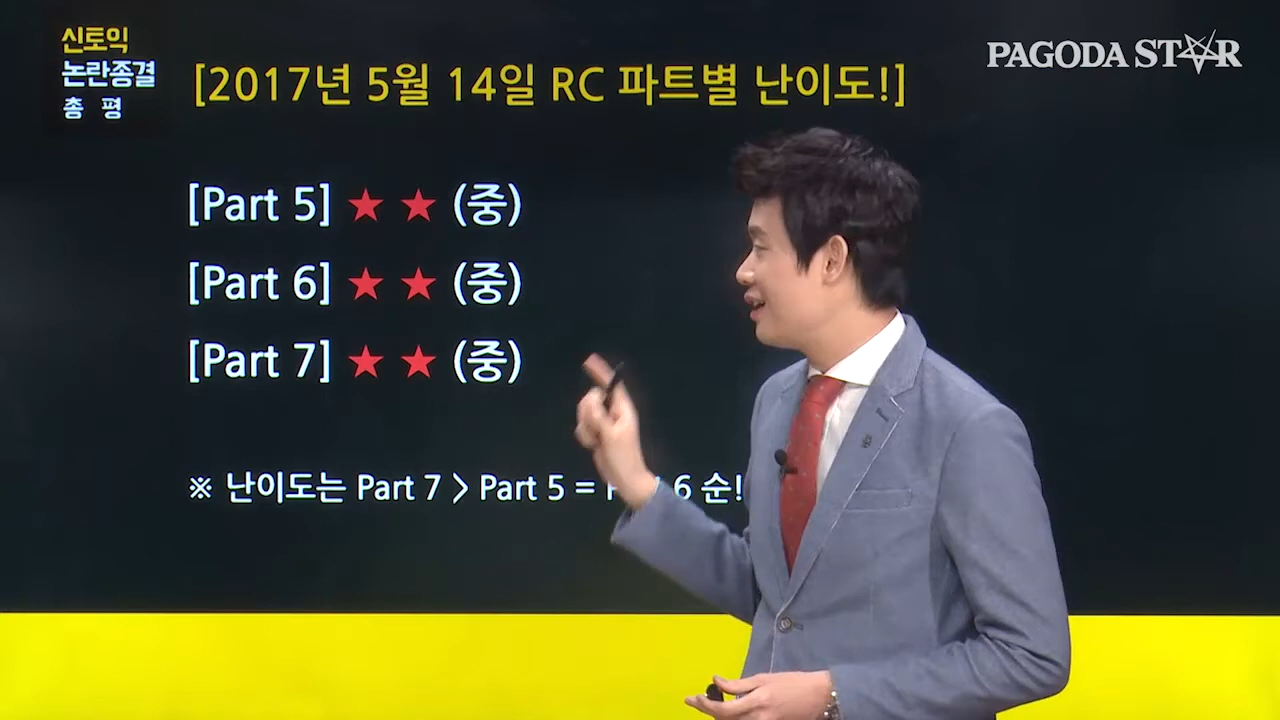 신토익
논란종결
총 평
PAGODA STAR
[2017년 5월 14일 RC 파트별 난이도!]
[Part 5] ★ ★ (중)
[Part 6] ★ ★ (중)
[Part 7] ★ ★ (중)
※ 난이도는 Part 7 > Part 5 = 6 순!